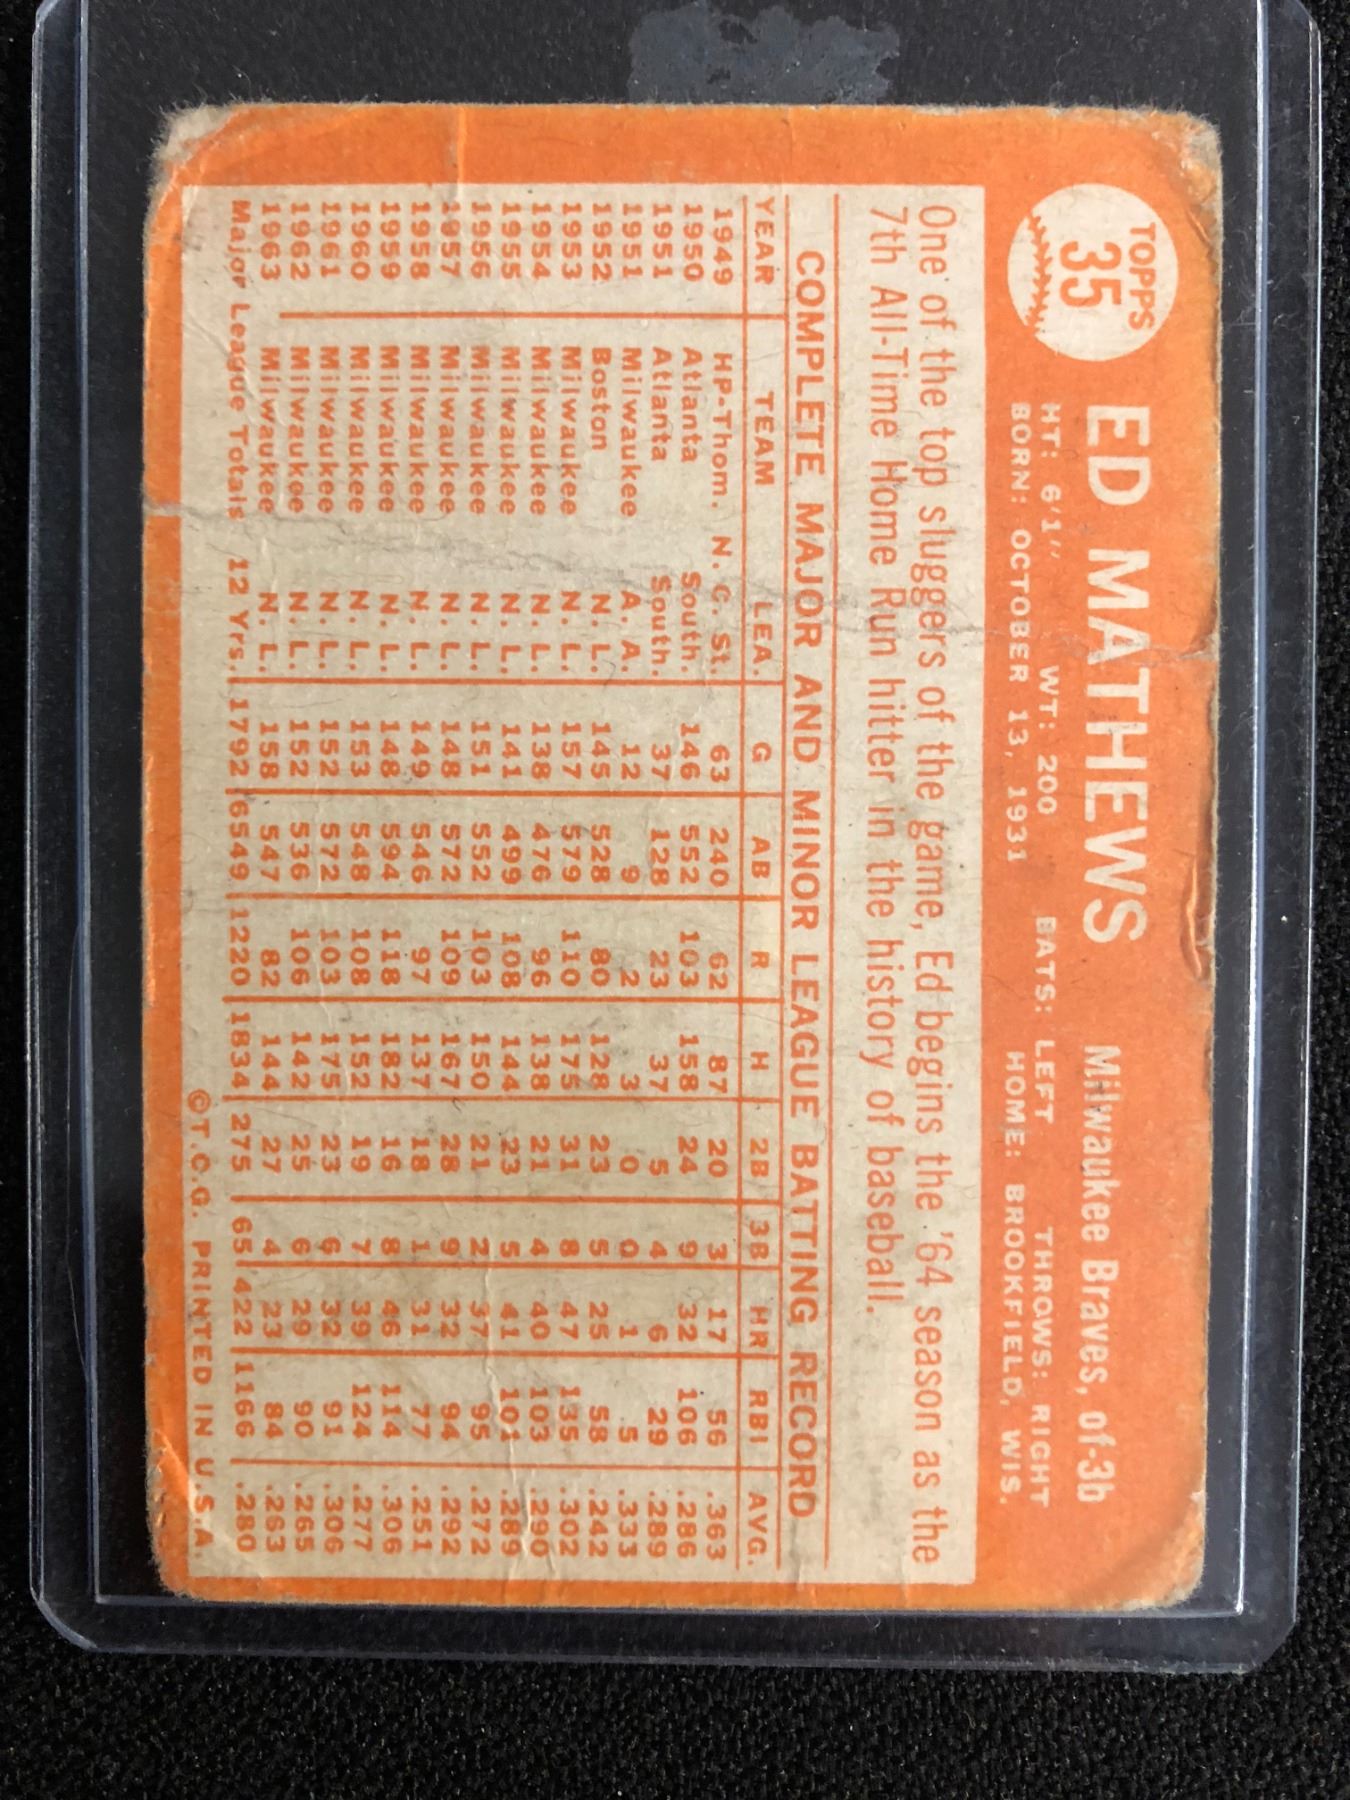 TOPPS
35
ED MATHEWS Milwaukee Braves, of-3b
HT: 6'1" WT: 200 BATS: LEFT THROWS: RIGHT
BORN: OCTOBER 13, 1931 HOME: BROOKFIELD, WIS.
One of the top sluggers of the game, Ed begins the '64 season as the
7th All-Time Home Run hitter in the history of baseball.
COMPLETE MAJOR AND MINOR LEAGUE BATTING RECORD
YEAR TEAM LEA. G AB R H 2B 3B HR RBI AVG.
1949 HP-Thom. N. C. St. 63 240 62 87 20 3 17 56 .363
1950 Atlanta South. 146 552 103 158 24 9 32 106 .286
1951 Atlanta South. 37 128 23 37 5 4 6 29 .289
1951 Milwaukee A. A. 12 9 2 3 0 0 1 5 .333
1952 Boston N. L. 145 528 80 128 23 5 25 58 .242
1953 Milwaukee N. L. 157 579 110 175 31 8 47 135 .302
1954 Milwaukee N. L. 138 476 96 138 21 4 40 103 .290
1955 Milwaukee N. L. 141 499 108 144 23 5 41 101 .289
1956 Milwaukee N. L. 151 552 103 150 21 2 37 95 .272
1957 Milwaukee N. L. 148 572 109 167 28 9 32 94 .292
1958 Milwaukee N. L. 149 546 97 137 18 1 31 77 .251
1959 Milwaukee N. L. 148 594 118 182 16 8 46 114 .306
1960 Milwaukee N. L. 153 548 108 152 19 7 39 124 .277
1961 Milwaukee N. L. 152 572 103 175 23 6 32 91 .306
1962 Milwaukee N. L. 152 536 106 142 25 6 29 90 .265
1963 Milwaukee N. L. 158 547 82 144 27 4 23 84 .263
Major League Totals 12 Yrs. 1792 6549 1220 1834 275 65 422 1166 .280
©T.C.G. PRINTED IN U.S.A.